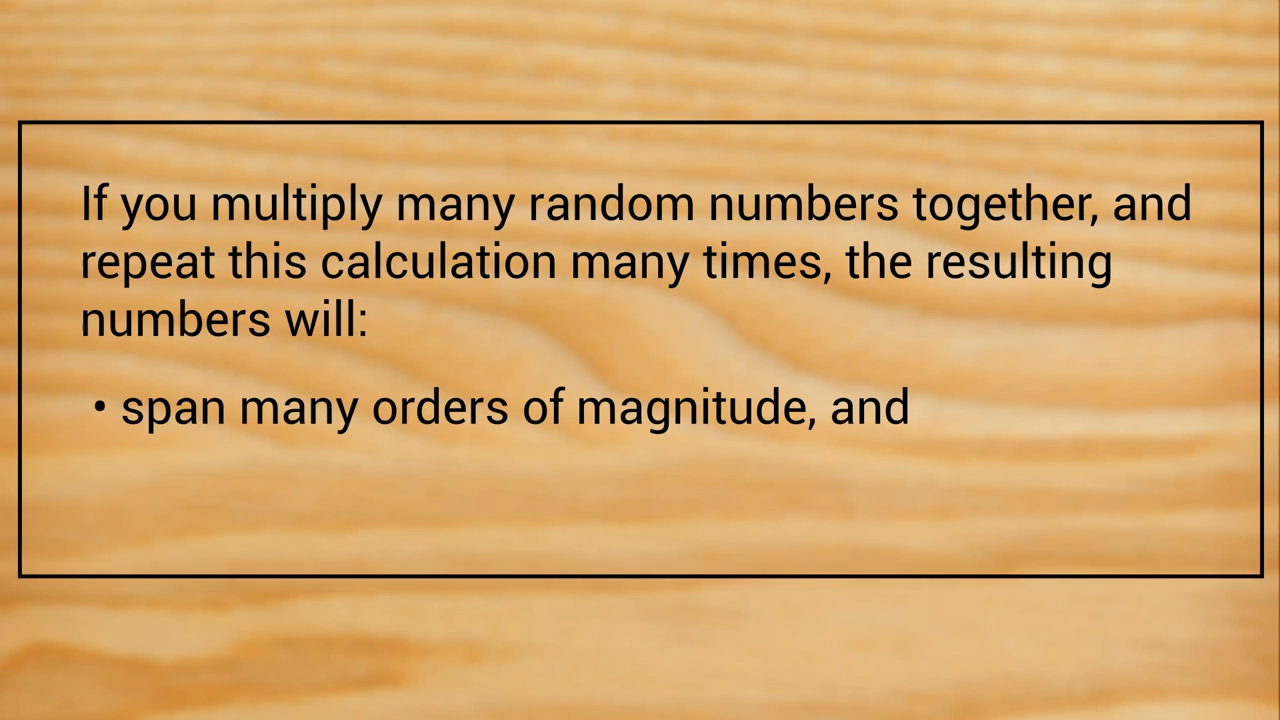 If you multiply many random numbers together, and
repeat this calculation many times, the resulting
numbers will:
• span many orders of magnitude, and